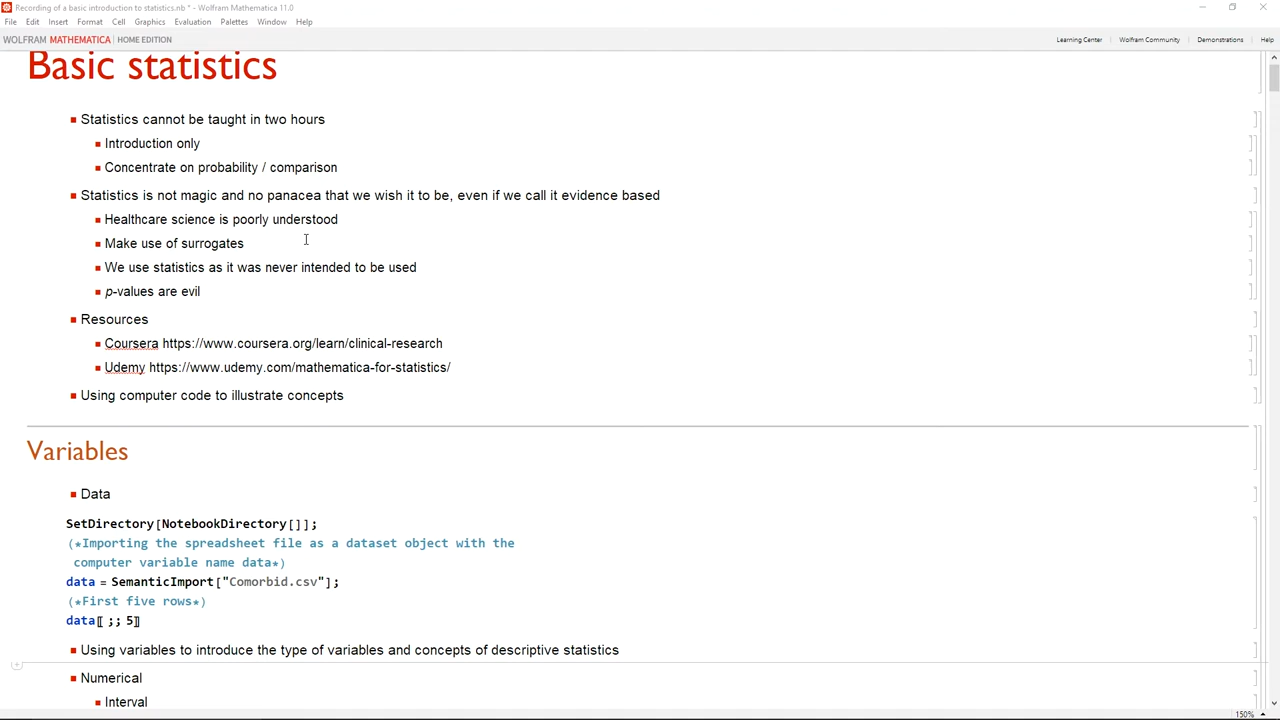 Recording of a basic introduction to statistics.nb * - Wolfram Mathematica 11.0
File Edit Insert Format Cell Graphics Evaluation Palettes Window Help
WOLFRAM MATHEMATICA | HOME EDITION Learning Center Wolfram Community Demonstrations Help
Basic statistics
Statistics cannot be taught in two hours
Introduction only
Concentrate on probability / comparison
Statistics is not magic and no panacea that we wish it to be, even if we call it evidence based
Healthcare science is poorly understood
Make use of surrogates
We use statistics as it was never intended to be used
p-values are evil
Resources
Coursera https://www.coursera.org/learn/clinical-research
Udemy https://www.udemy.com/mathematica-for-statistics/
Using computer code to illustrate concepts
Variables
Data
SetDirectory[NotebookDirectory[]];
(*Importing the spreadsheet file as a dataset object with the
computer variable name data*)
data = SemanticImport["Comorbid.csv"];
(*First five rows*)
data〚 ;; 5〛
Using variables to introduce the type of variables and concepts of descriptive statistics
Numerical
Interval
150%